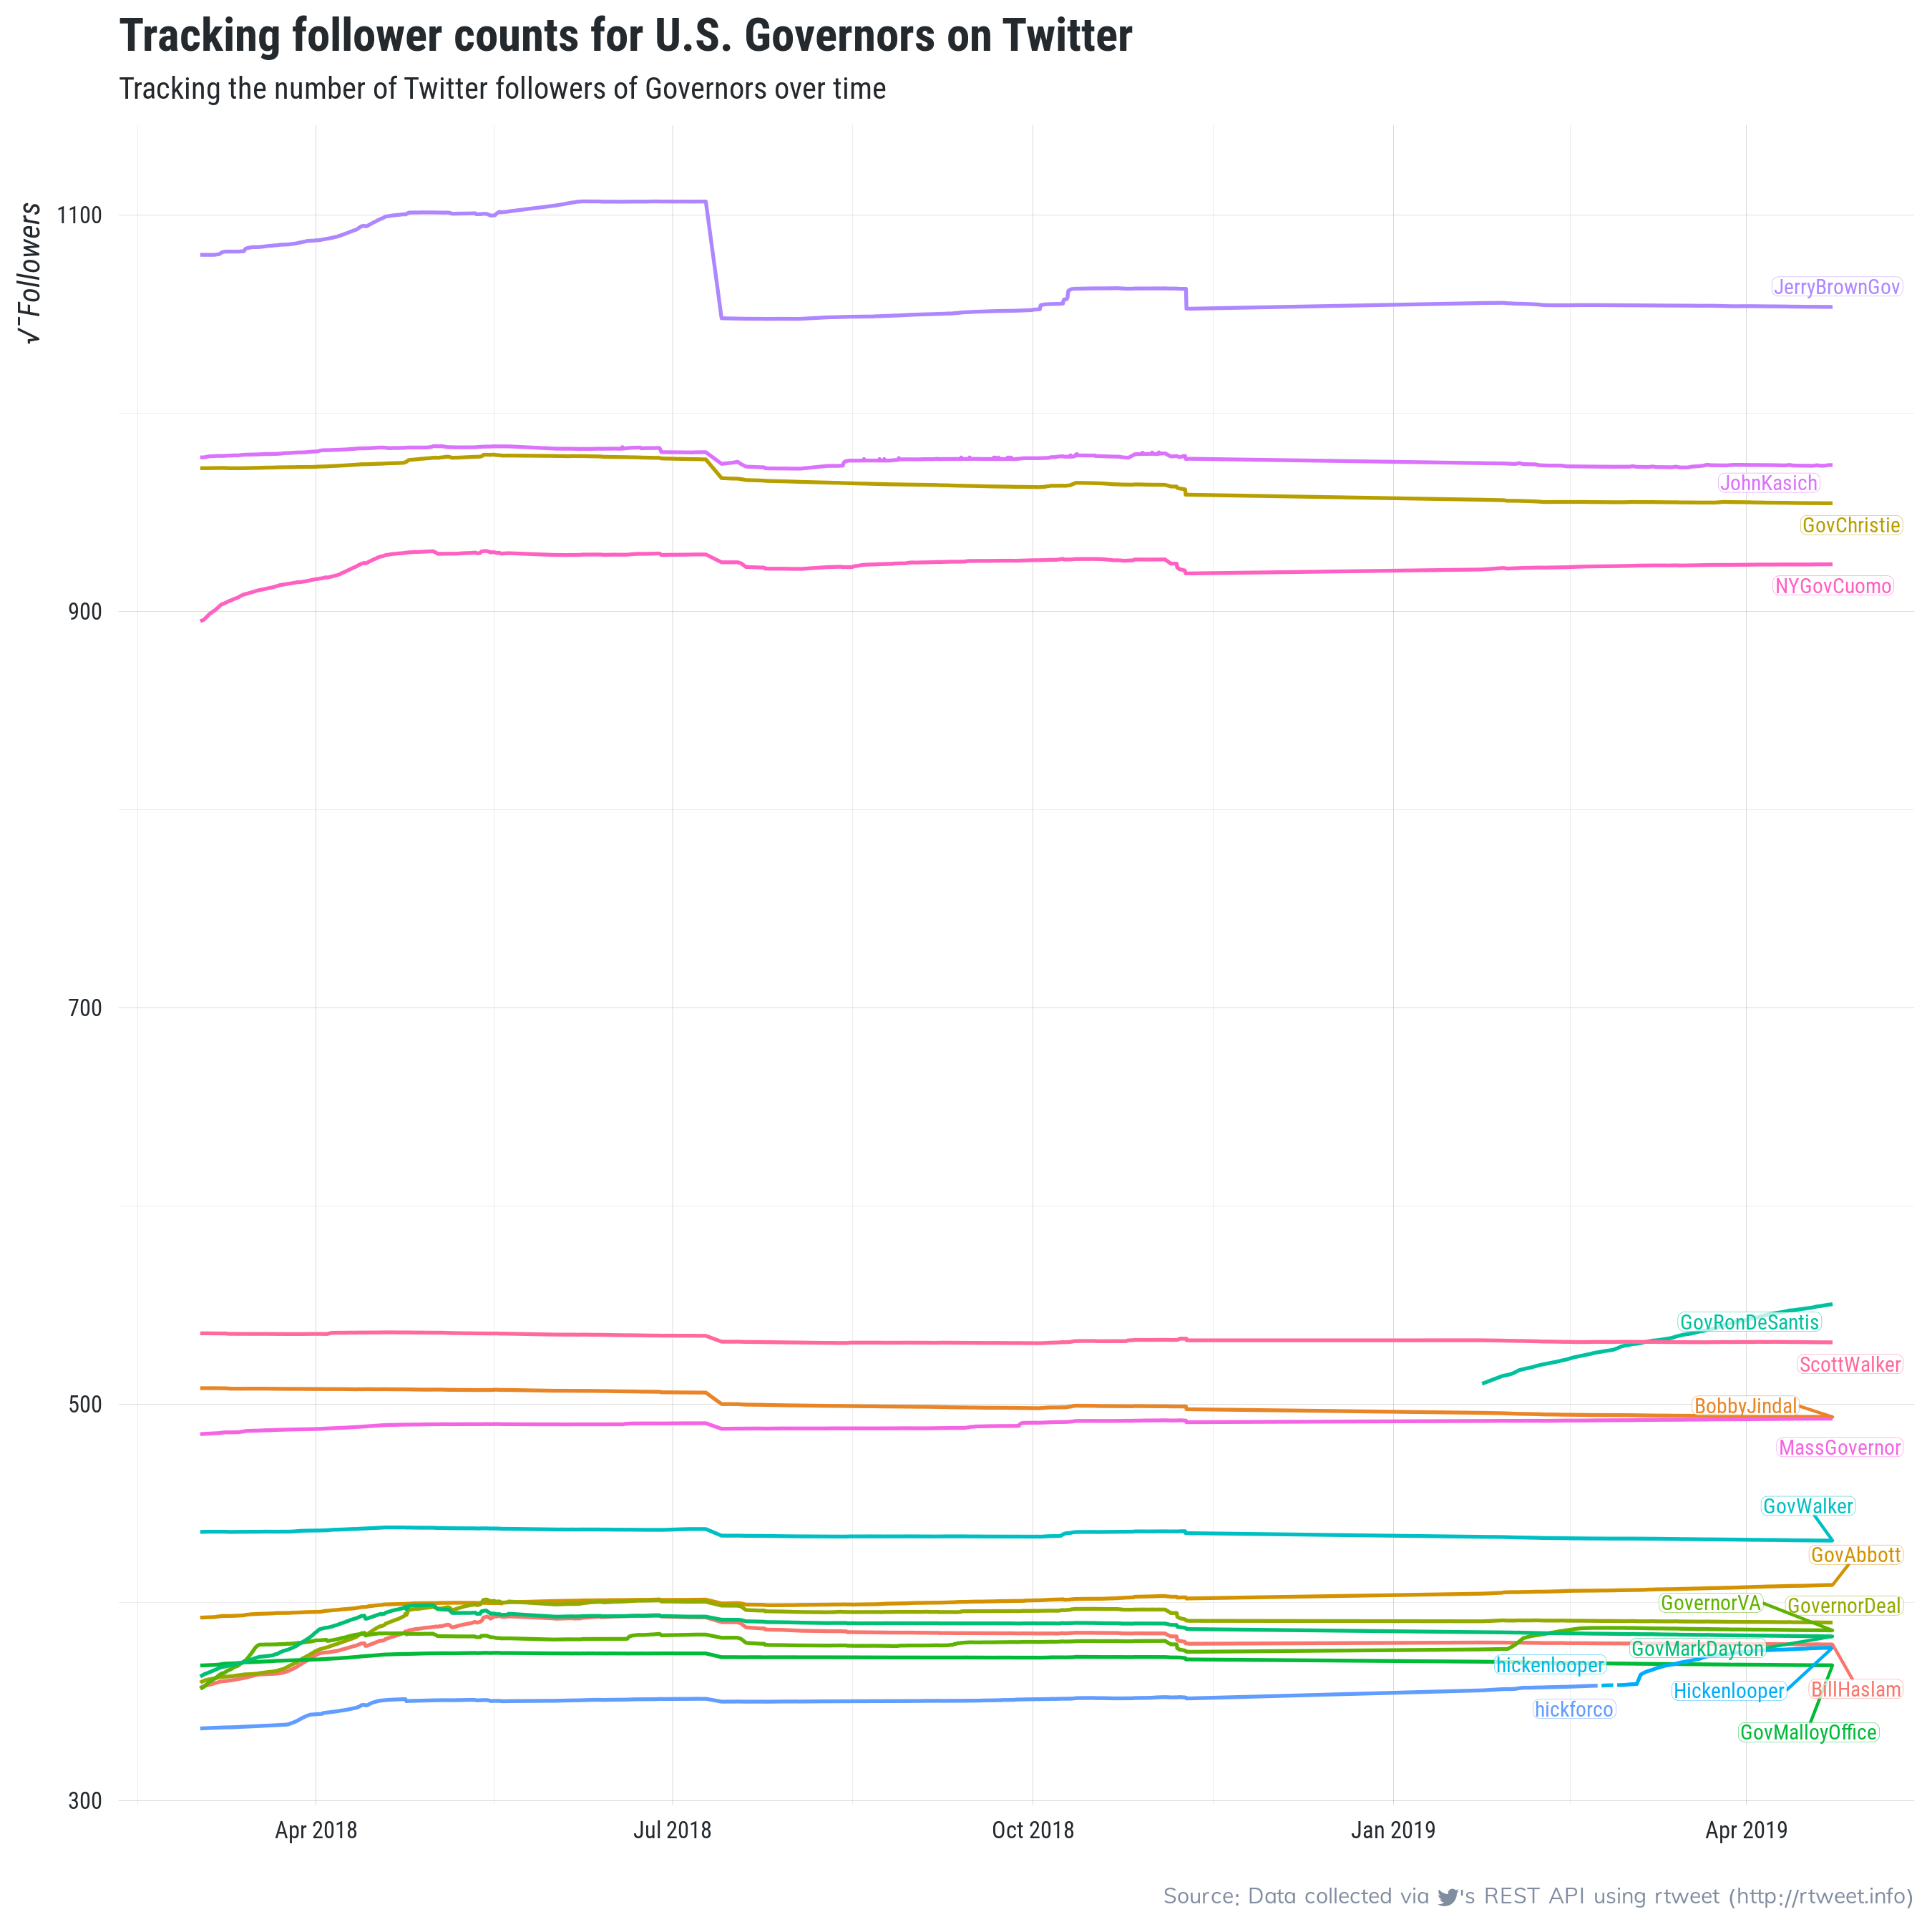 Tracking follower counts for U.S. Governors on Twitter
Tracking the number of Twitter followers of Governors over time
√¯Followers
1100
900
700
500
300
JerryBrownGov
JohnKasich
GovChristie
NYGovCuomo
GovRonDeSantis
ScottWalker
BobbyJindal
MassGovernor
GovWalker
GovAbbott
GovernorVA
GovernorDeal
GovMarkDayton
hickenlooper
Hickenlooper
BillHaslam
hickforco
GovMalloyOffice
Apr 2018
Jul 2018
Oct 2018
Jan 2019
Apr 2019
Source: Data collected via 's REST API using rtweet (http://rtweet.info)